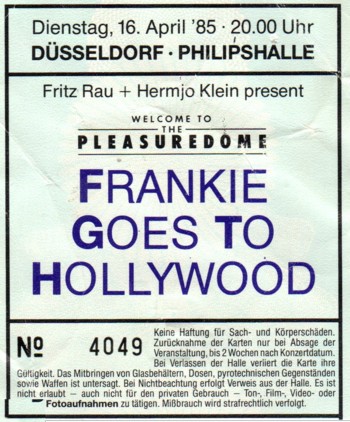 Dienstag, 16. April '85 · 20.00 Uhr
DÜSSELDORF · PHILIPSHALLE
Fritz Rau + Hermjo Klein present
WELCOME TO
THE
PLEASUREDOME
FRANKIE
GOES TO
HOLLYWOOD
Nº 4049
Keine Haftung für Sach- und Körperschäden.
Zurücknahme der Karten nur bei Absage der
Veranstaltung, bis 2 Wochen nach Konzertdatum.
Bei Verlassen der Halle verliert die Karte ihre
Gültigkeit. Das Mitbringen von Glasbehältern, Dosen, pyrotechnischen Gegenständen
sowie Waffen ist untersagt. Bei Nichtbeachtung erfolgt Verweis aus der Halle. Es ist
nicht erlaubt — auch nicht für den privaten Gebrauch — Ton-, Film-, Video- oder
Fotoaufnahmen zu tätigen. Mißbrauch wird strafrechtlich verfolgt.